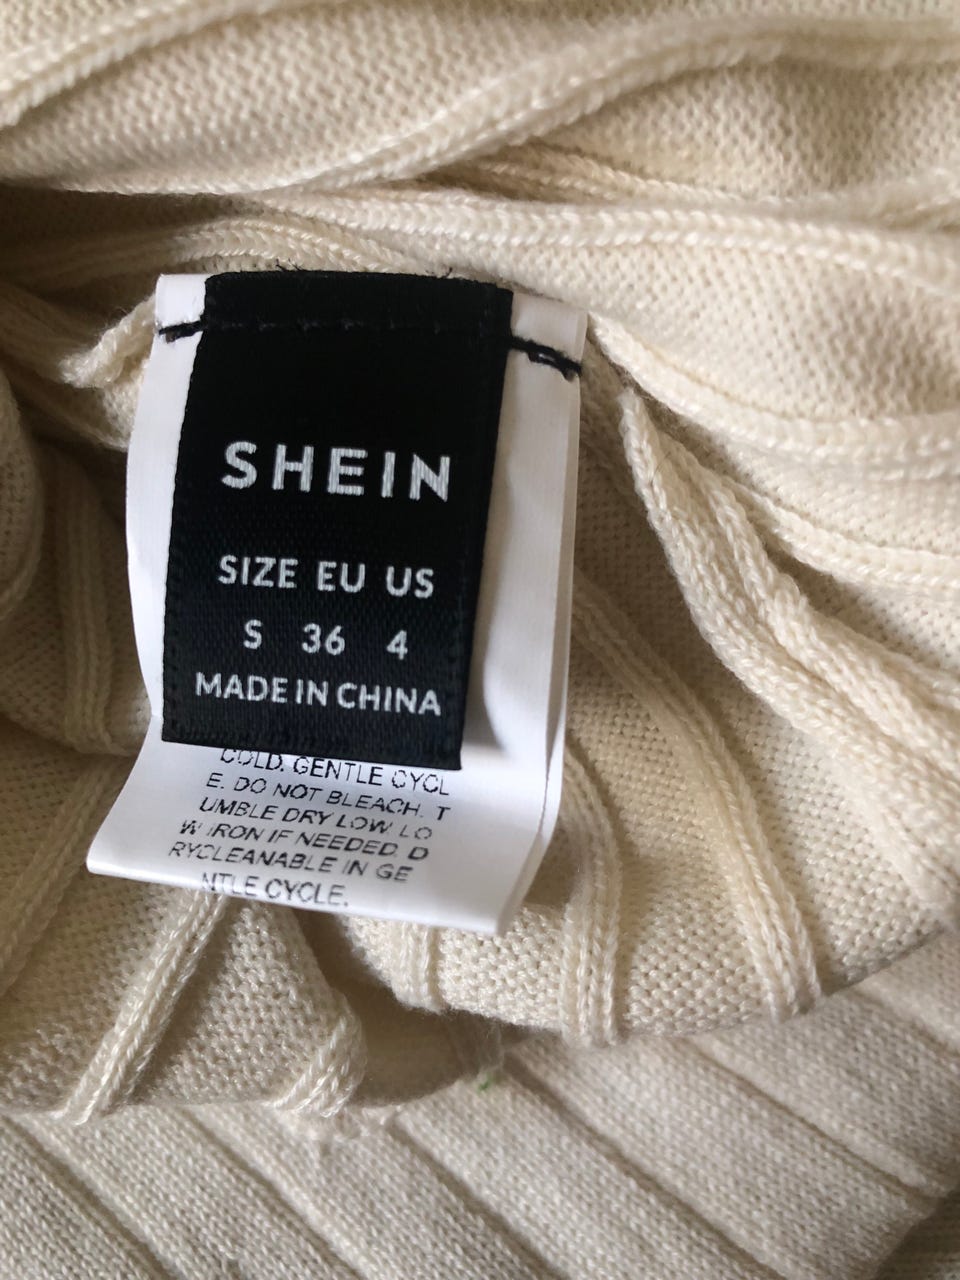 SHEIN
SIZE EU US
S 36 4
MADE IN CHINA
COLD. GENTLE CYCL
E. DO NOT BLEACH. T
UMBLE DRY LOW LO
W IRON IF NEEDED. D
RYCLEANABLE IN GE
NTLE CYCLE.